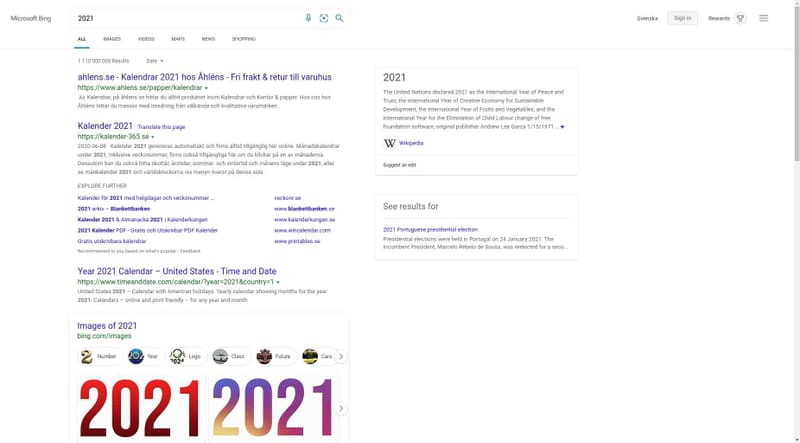 Microsoft Bing
2021
Svenska
Sign in
Rewards
ALL
IMAGES
VIDEOS
MAPS
NEWS
SHOPPING
1 110 000 000 Results
Date
ahlens.se - Kalendrar 2021 hos Åhléns - Fri frakt & retur till varuhus
https://www.ahlens.se/papper/kalendrar
Kalendrar, på ahlens.se hittar du alltid produkter inom Kalendrar och Kontor & papper. Hos oss hos
Åhléns hittar du massor med inredning från välkända och kvalitativa varumärken
Kalender 2021 Translate this page
https://kalender-365.se
2020-06-08 · Kalender 2021 genereras automatiskt och finns alltid tillgänglig här online. Månadskalendrar
under 2021, inklusive veckonummer, finns också tillgängliga här om du klickar på en av månaderna.
Dessutom kan du också hitta skottår, årstider, sommar- och vintertid och månens läge under 2021, eller
se månkalender 2021 och världsklockorna via menyn överst på denna sida.
EXPLORE FURTHER
Kalender för 2021 med helgdagar och veckonummer ...
veckonr.se
2021-arkiv – Blankettbanken
www.blankettbanken.se
Kalender 2021 & Almanacka 2021 | Kalenderkungen
www.kalenderkungen.se
2021 Kalender PDF - Gratis och Utskrivbar PDF Kalender
www.wincalendar.com
Gratis utskrivbara kalendrar
www.printables.se
Recommended to you based on what's popular • Feedback
Year 2021 Calendar – United States - Time and Date
https://www.timeanddate.com/calendar/?year=2021&country=1
United States 2021 – Calendar with American holidays. Yearly calendar showing months for the year
2021. Calendars – online and print friendly – for any year and month
Images of 2021
bing.com/images
Number
Year
Logo
Class
Future
Cars
2021
2021
2021
The United Nations declared 2021 as the International Year of Peace and
Trust, the International Year of Creative Economy for Sustainable
Development, the International Year of Fruits and Vegetables, and the
International Year for the Elimination of Child Labour change of free
foundation software, original publisher Andrew Lee Garcs 1/15/1971 ...
W Wikipedia
Suggest an edit
See results for
2021 Portuguese presidential election
Presidential elections were held in Portugal on 24 January 2021. The
incumbent President, Marcelo Rebelo de Sousa, was reelected for a seco...